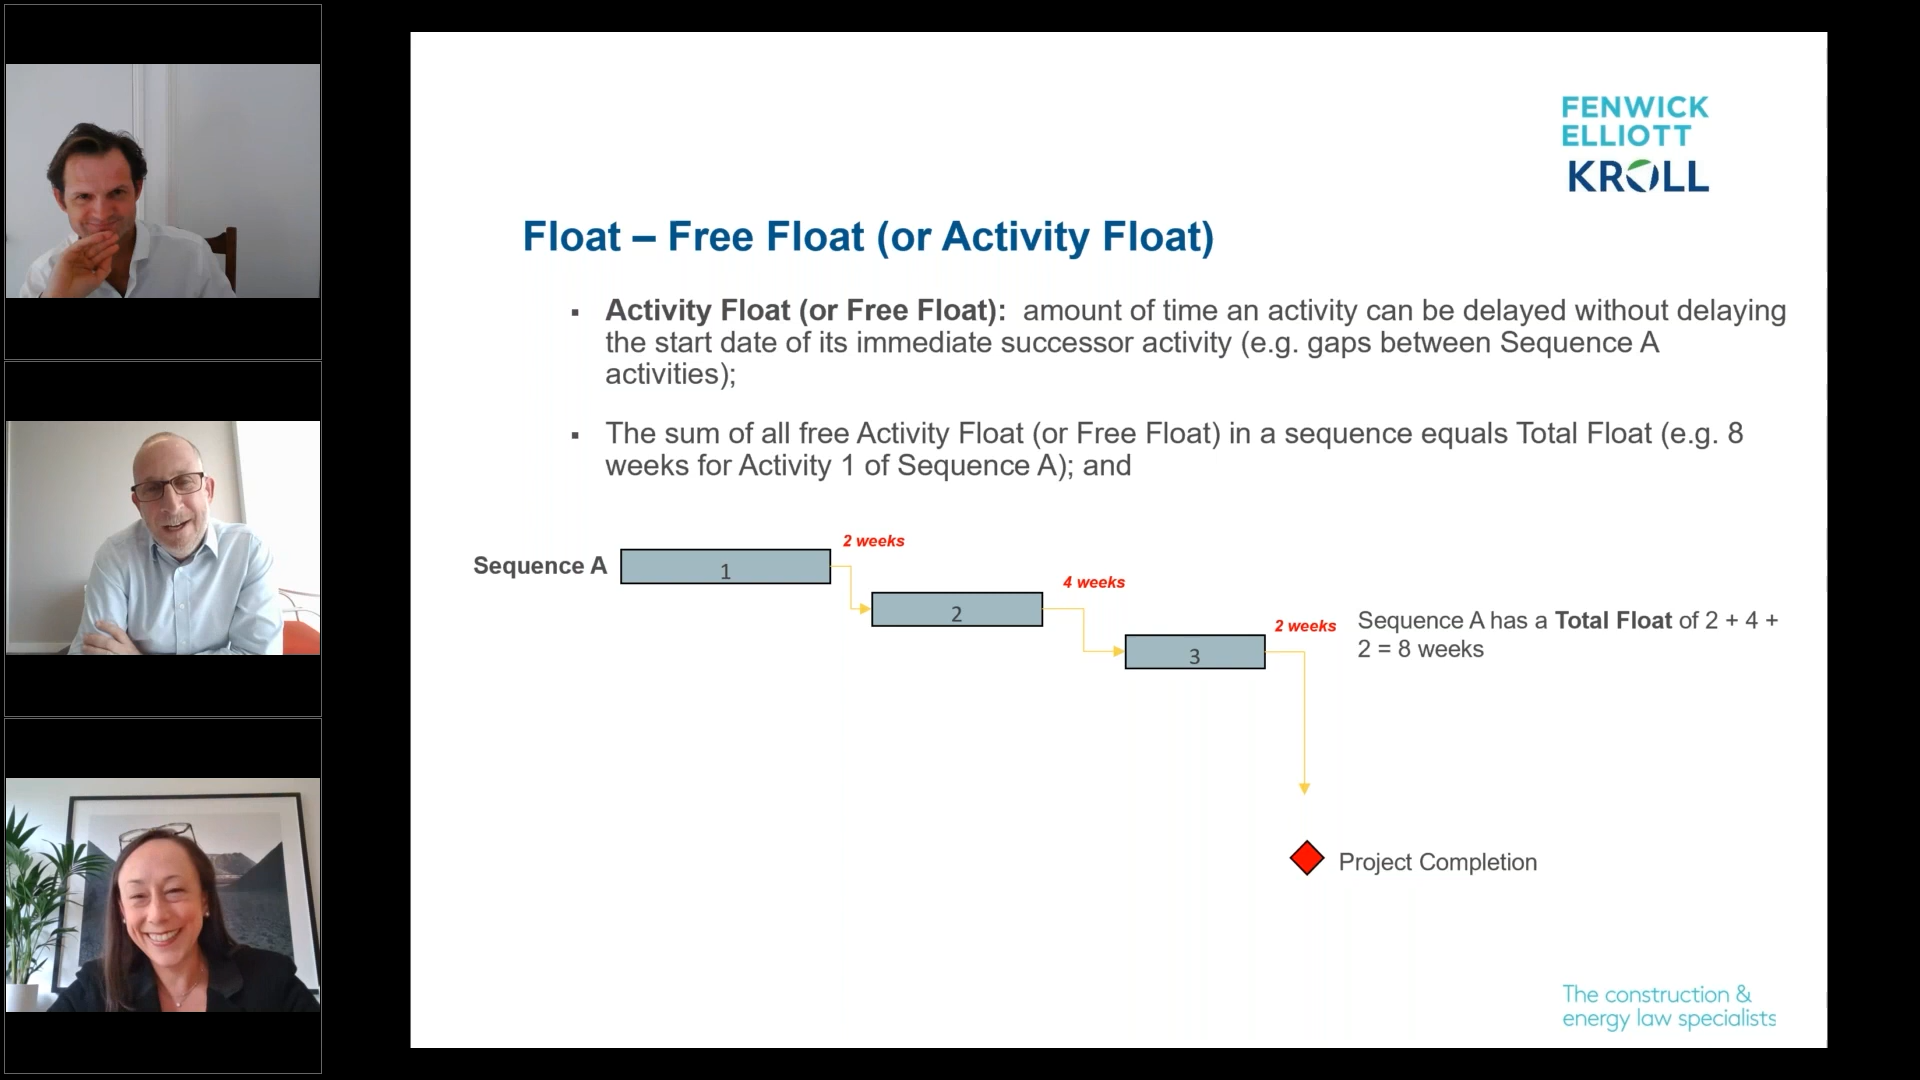 FENWICK
ELLIOTT
KROLL
Float – Free Float (or Activity Float)
▪ Activity Float (or Free Float): amount of time an activity can be delayed without delaying
the start date of its immediate successor activity (e.g. gaps between Sequence A
activities);
▪ The sum of all free Activity Float (or Free Float) in a sequence equals Total Float (e.g. 8
weeks for Activity 1 of Sequence A); and
2 weeks
Sequence A
1
4 weeks
2
2 weeks
3
Sequence A has a Total Float of 2 + 4 +
2 = 8 weeks
Project Completion
The construction &
energy law specialists